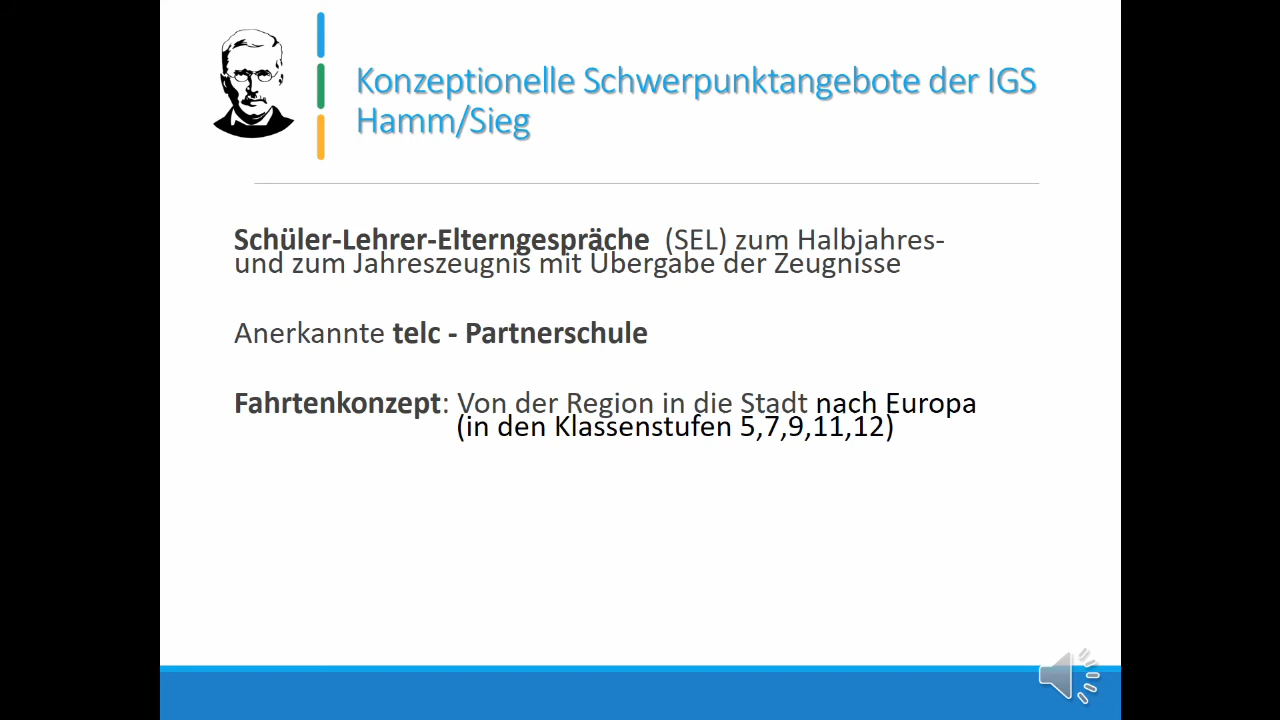 Konzeptionelle Schwerpunktangebote der IGS
Hamm/Sieg
Schüler-Lehrer-Elterngespräche (SEL) zum Halbjahres-
und zum Jahreszeugnis mit Übergabe der Zeugnisse
Anerkannte telc - Partnerschule
Fahrtenkonzept: Von der Region in die Stadt nach Europa
(in den Klassenstufen 5,7,9,11,12)